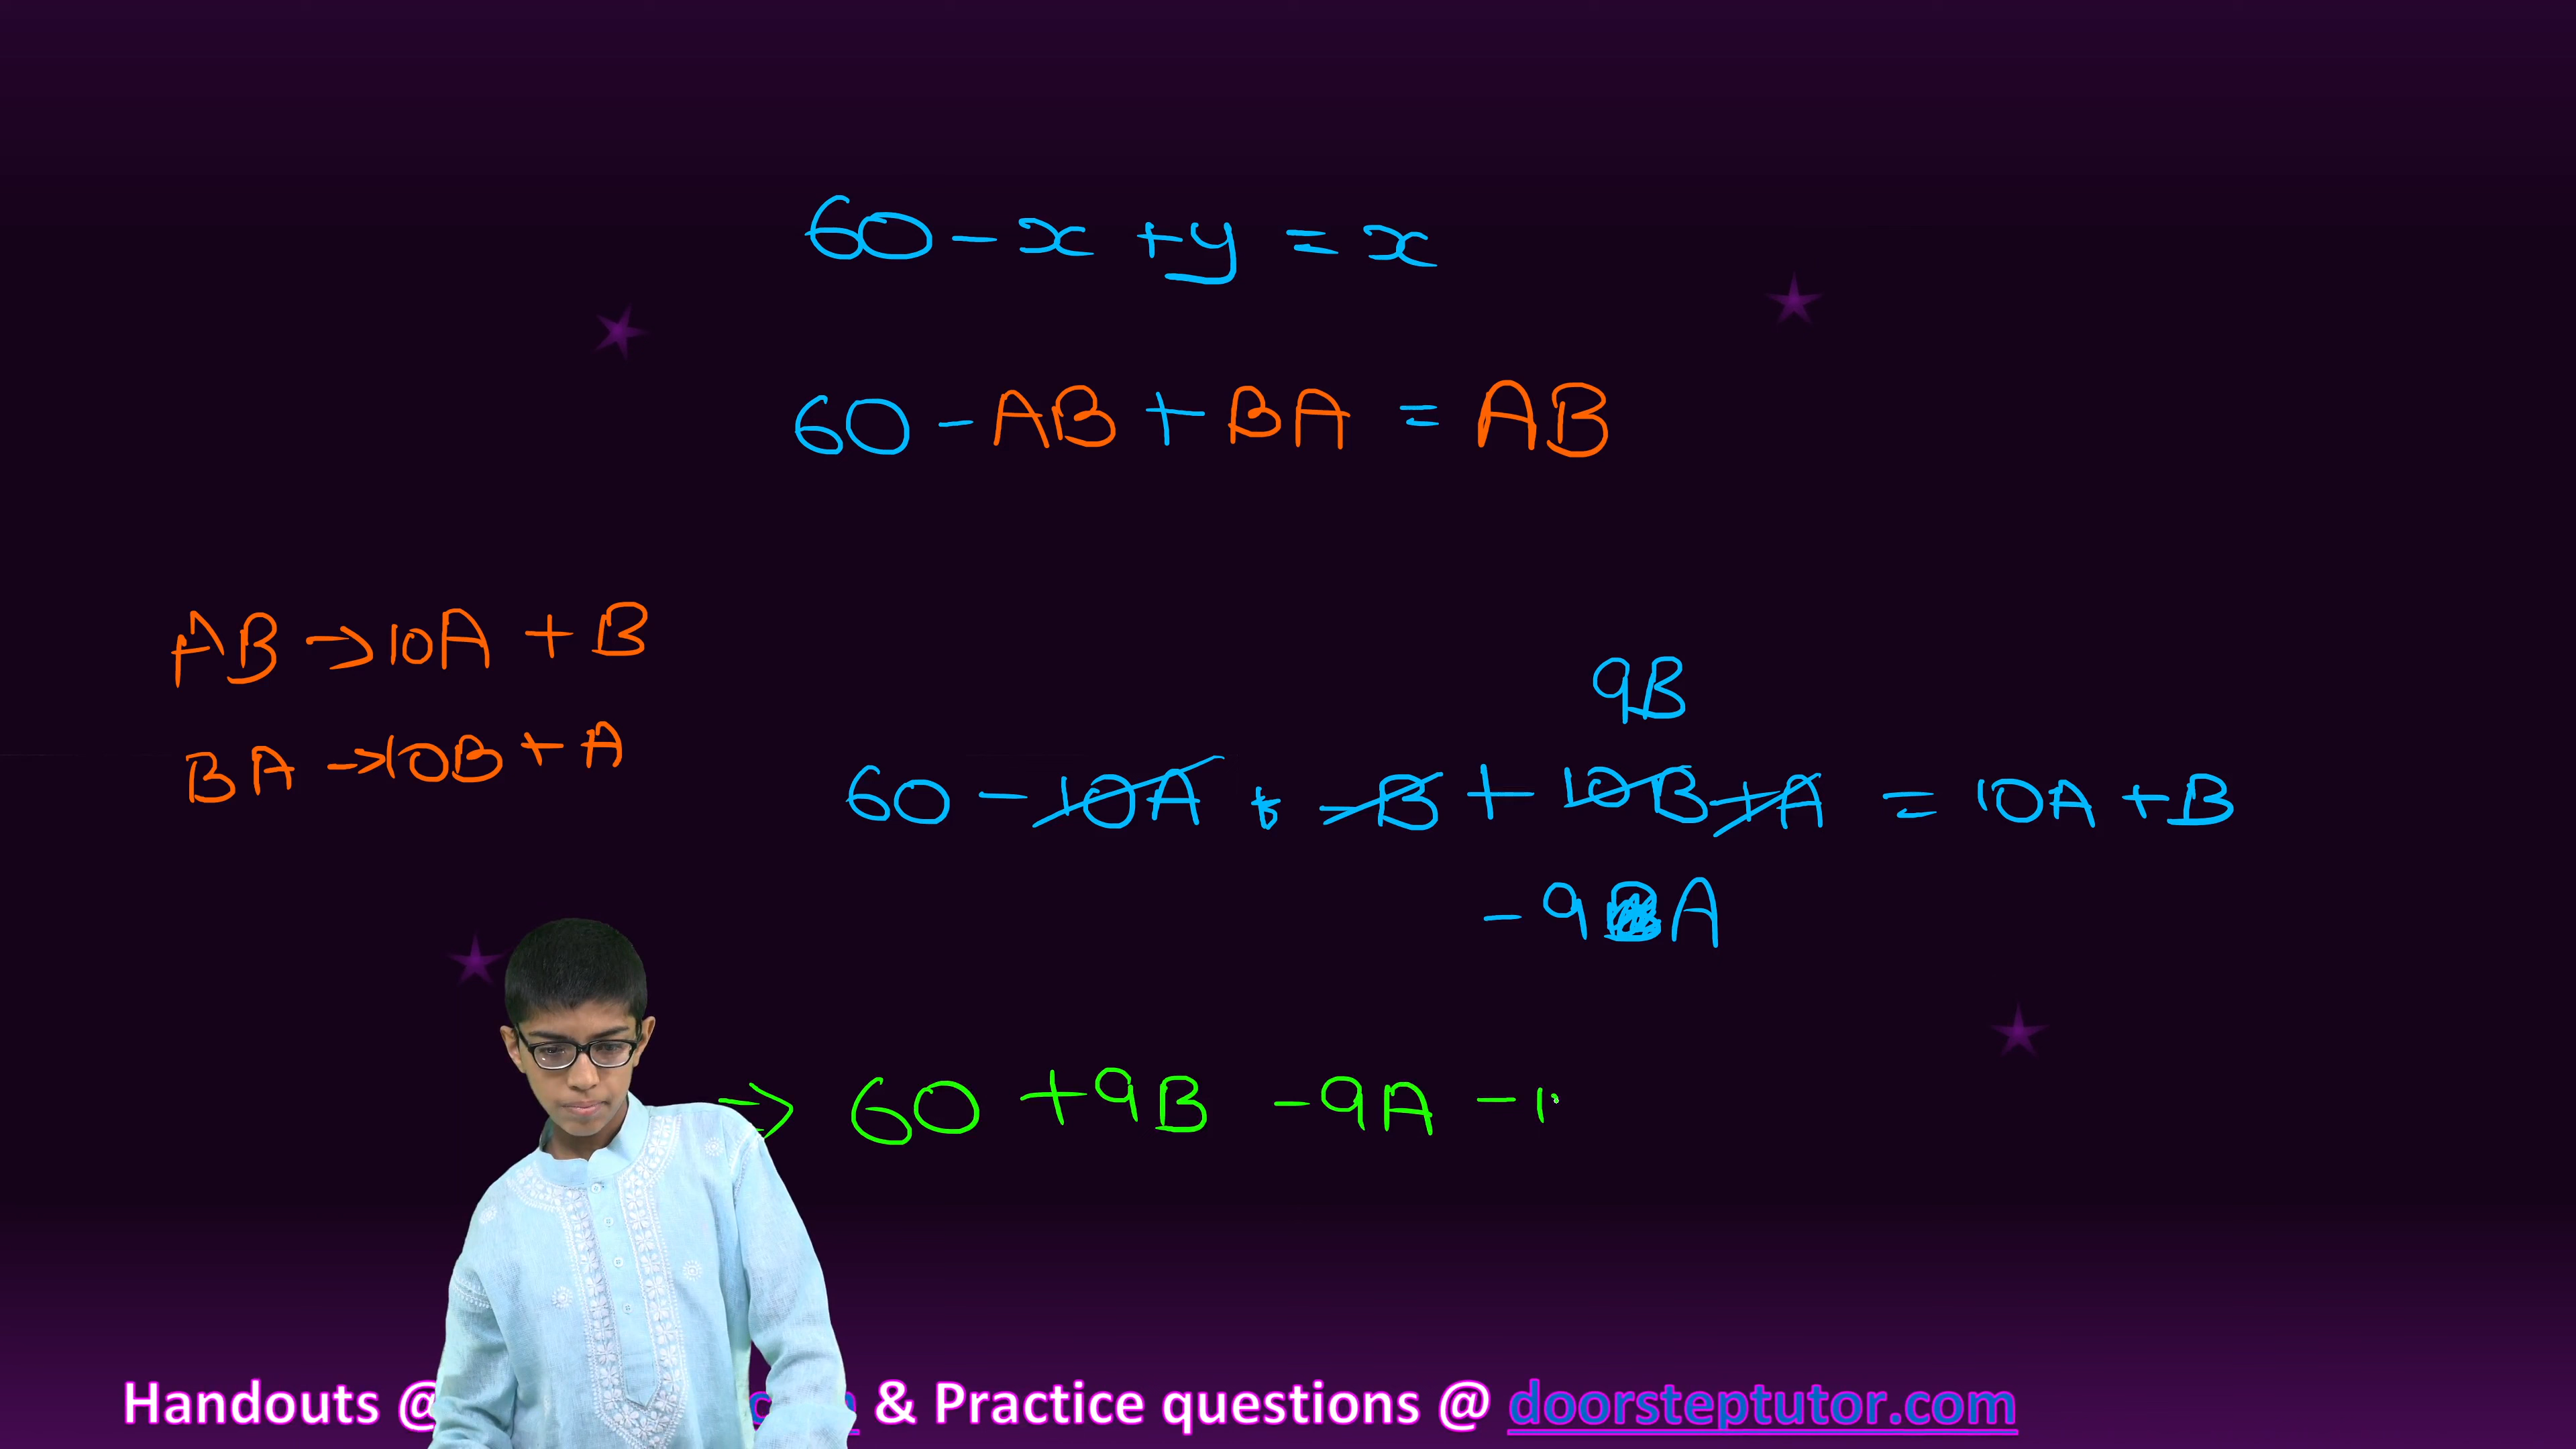 60 - x + y = x
60 - AB + BA = AB
AB → 10A + B
BA → 10B + A
9B
60 - 10A + - B + 10B + A = 10A + B
- 9 A
⇒ 60 + 9B - 9A - 1
Handouts @ & Practice questions @ doorsteptutor.com